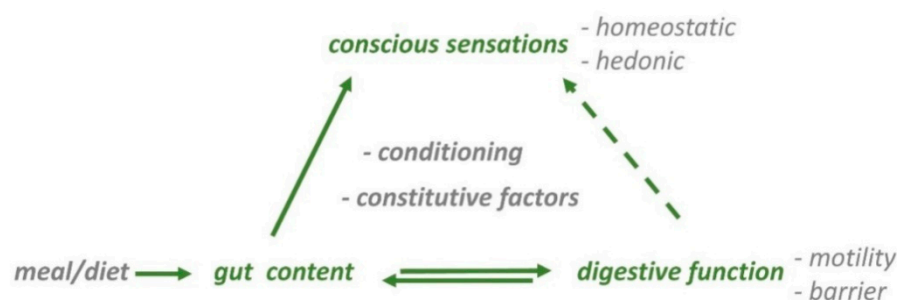 conscious sensations
- homeostatic
- hedonic
- conditioning
- constitutive factors
meal/diet
gut content
digestive function
- motility
- barrier